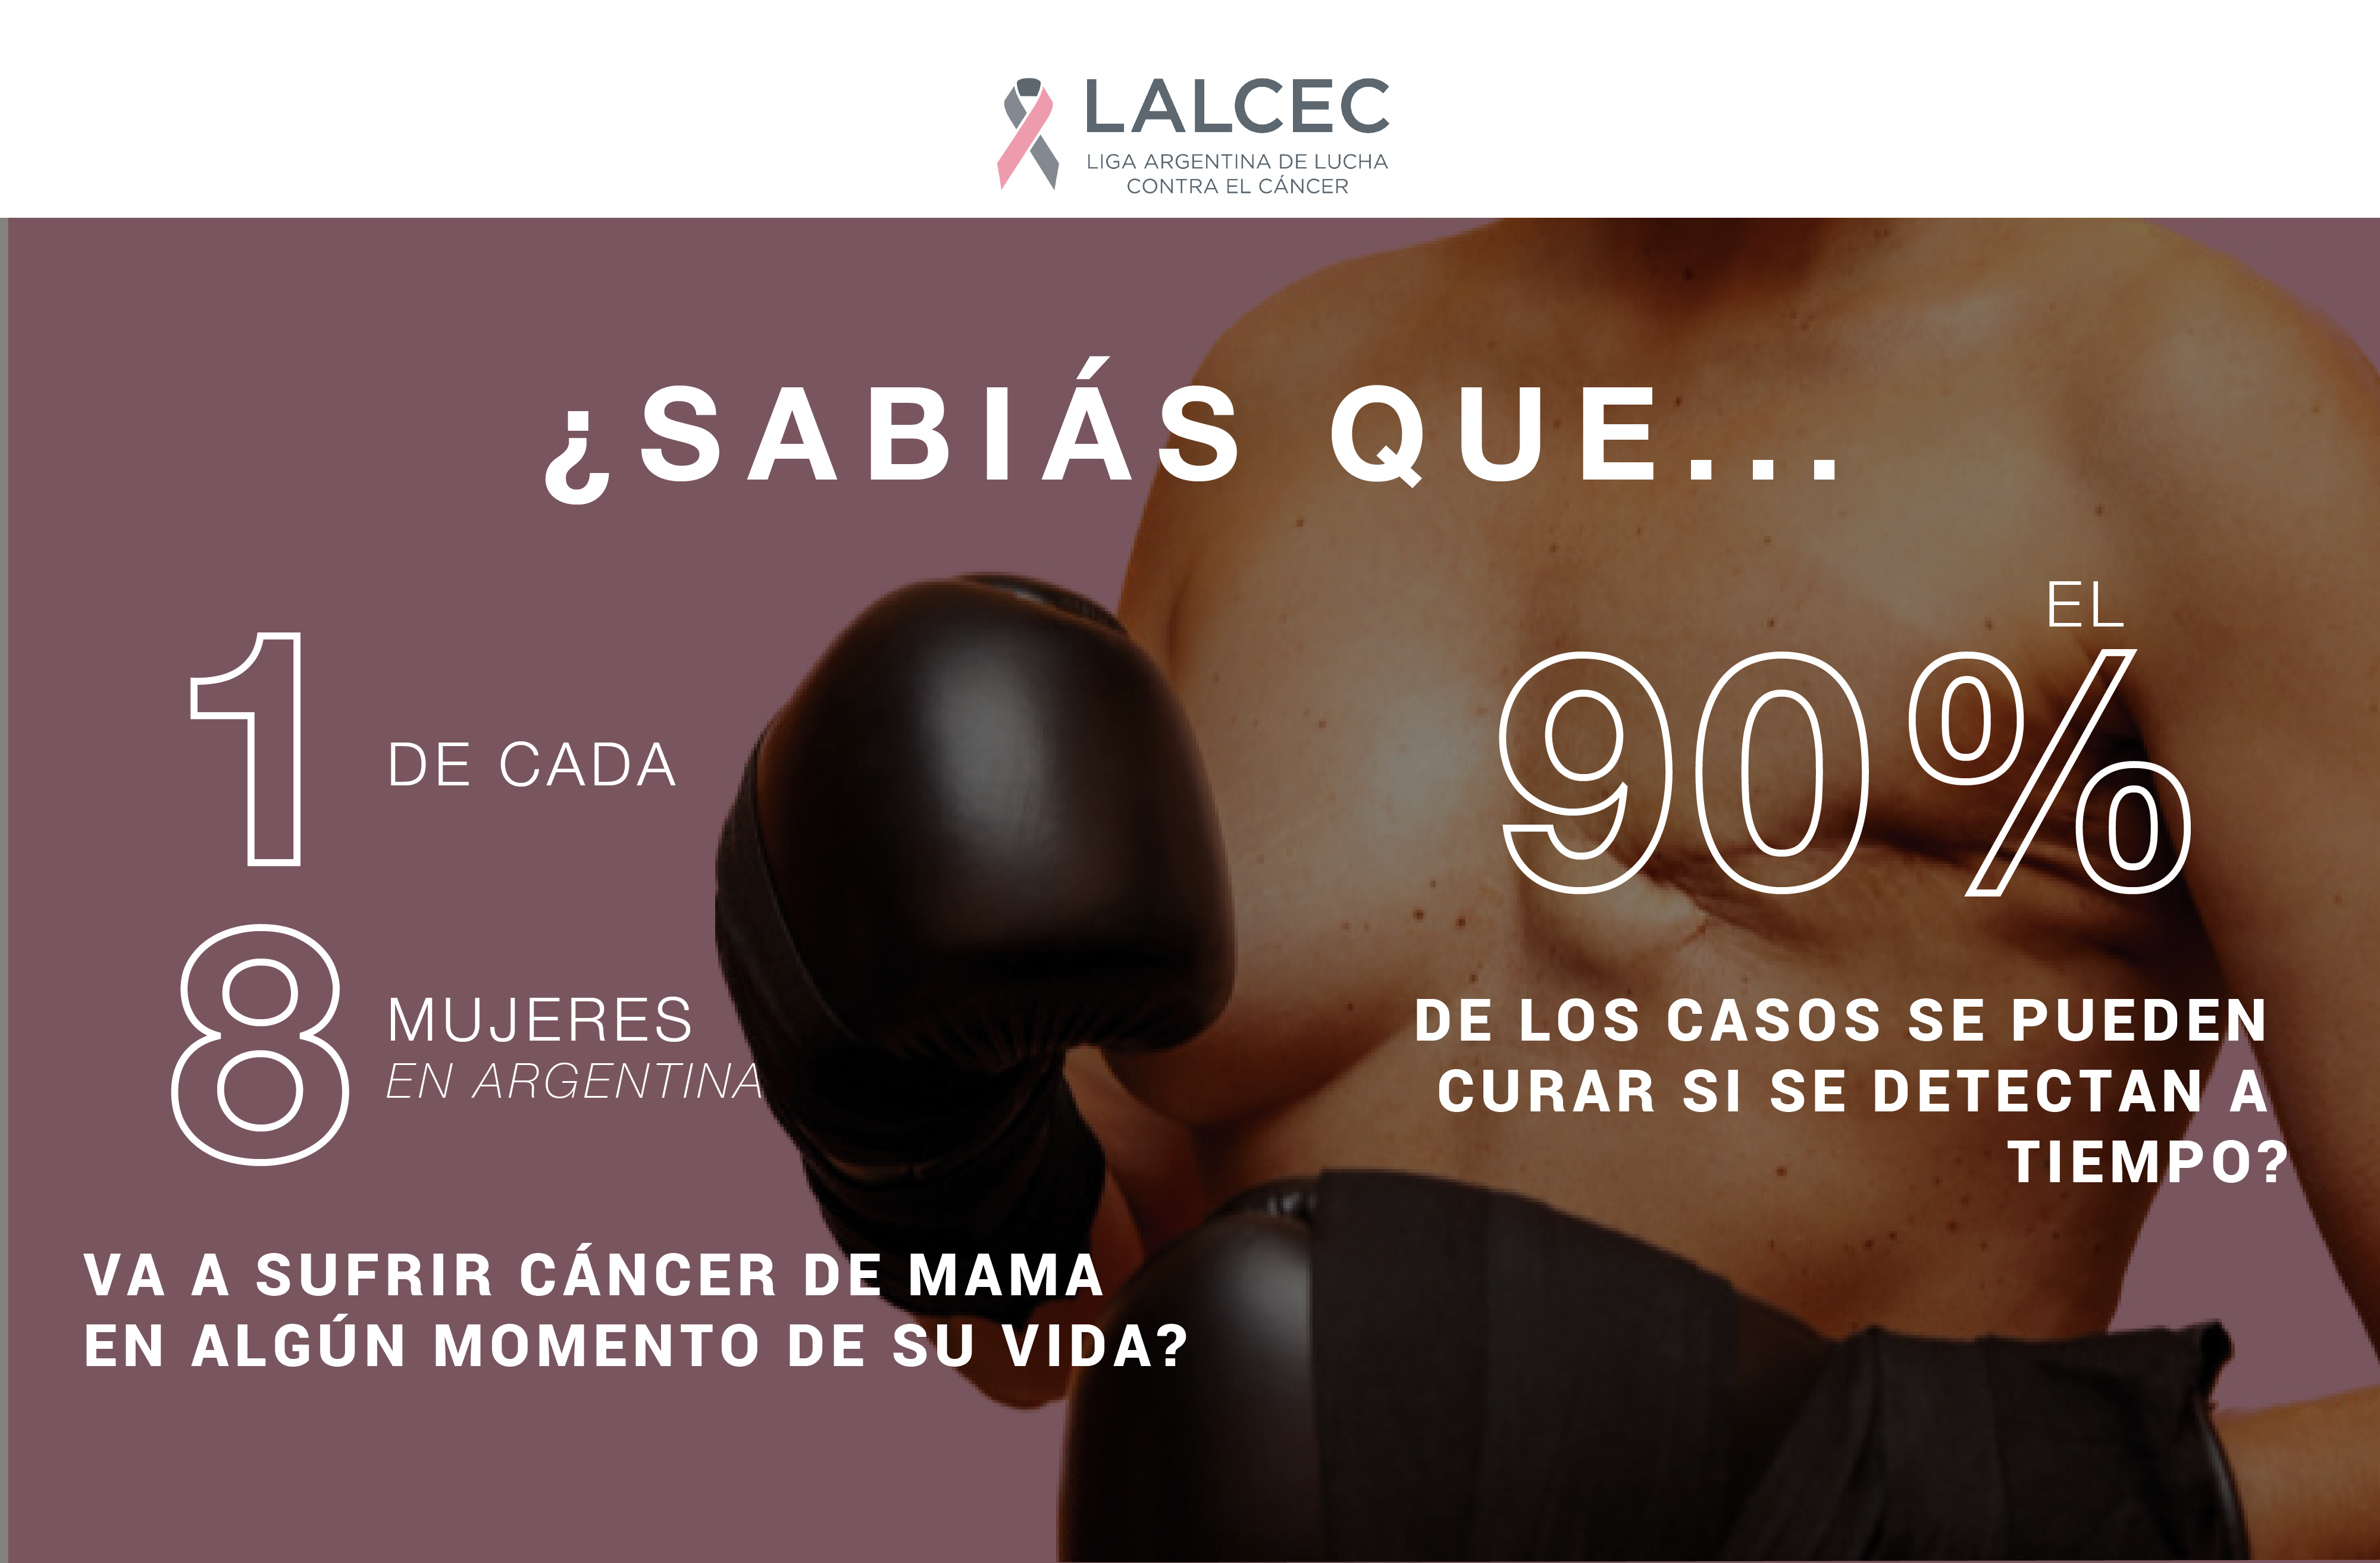 LALCEC
LIGA ARGENTINA DE LUCHA
CONTRA EL CÁNCER
¿SABIÁS QUE...
1 DE CADA
8 MUJERES
EN ARGENTINA
VA A SUFRIR CÁNCER DE MAMA
EN ALGÚN MOMENTO DE SU VIDA?
EL
90%
DE LOS CASOS SE PUEDEN
CURAR SI SE DETECTAN A
TIEMPO?